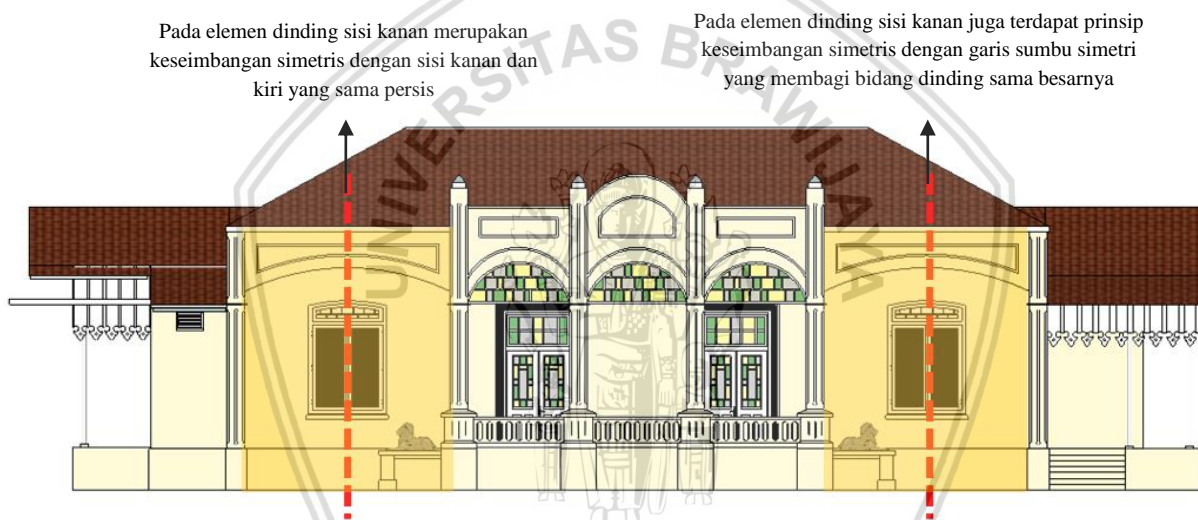 Pada elemen dinding sisi kanan merupakan
keseimbangan simetris dengan sisi kanan dan
kiri yang sama persis
Pada elemen dinding sisi kanan juga terdapat prinsip
keseimbangan simetris dengan garis sumbu simetri
yang membagi bidang dinding sama besarnya
UNIVERSITAS BRAWIJAYA